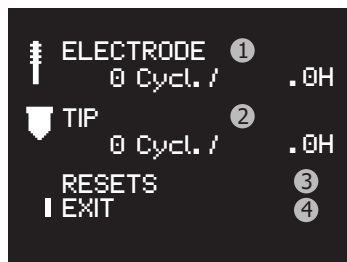 ELECTRODE 1
0 Cycl./ .0H
TIP 2
0 Cycl./ .0H
RESETS 3
EXIT 4